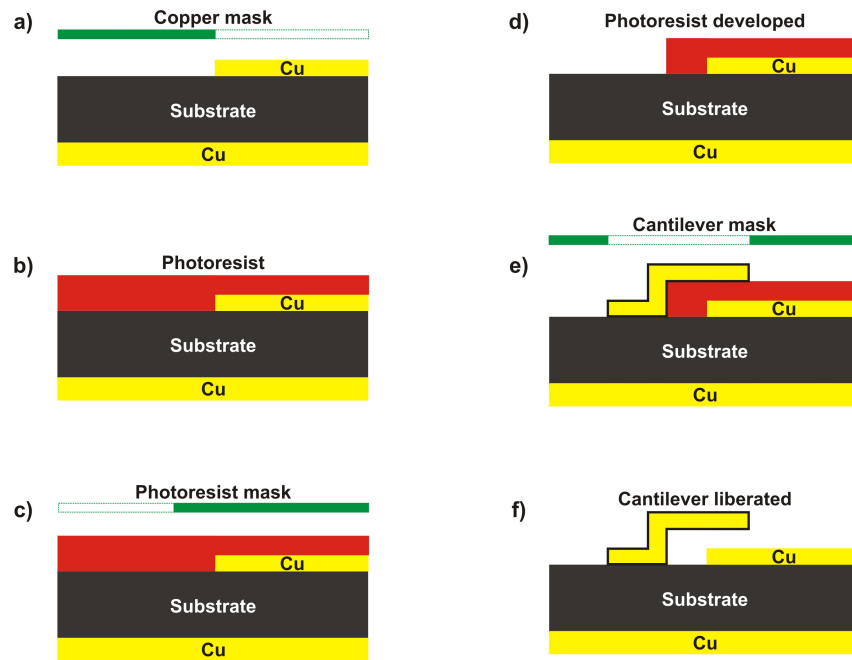 a)
Copper mask
Cu
Substrate
Cu
b)
Photoresist
Cu
Substrate
Cu
c)
Photoresist mask
Cu
Substrate
Cu
d)
Photoresist developed
Cu
Substrate
Cu
Cantilever mask
e)
Cu
Substrate
Cu
f)
Cantilever liberated
Cu
Substrate
Cu